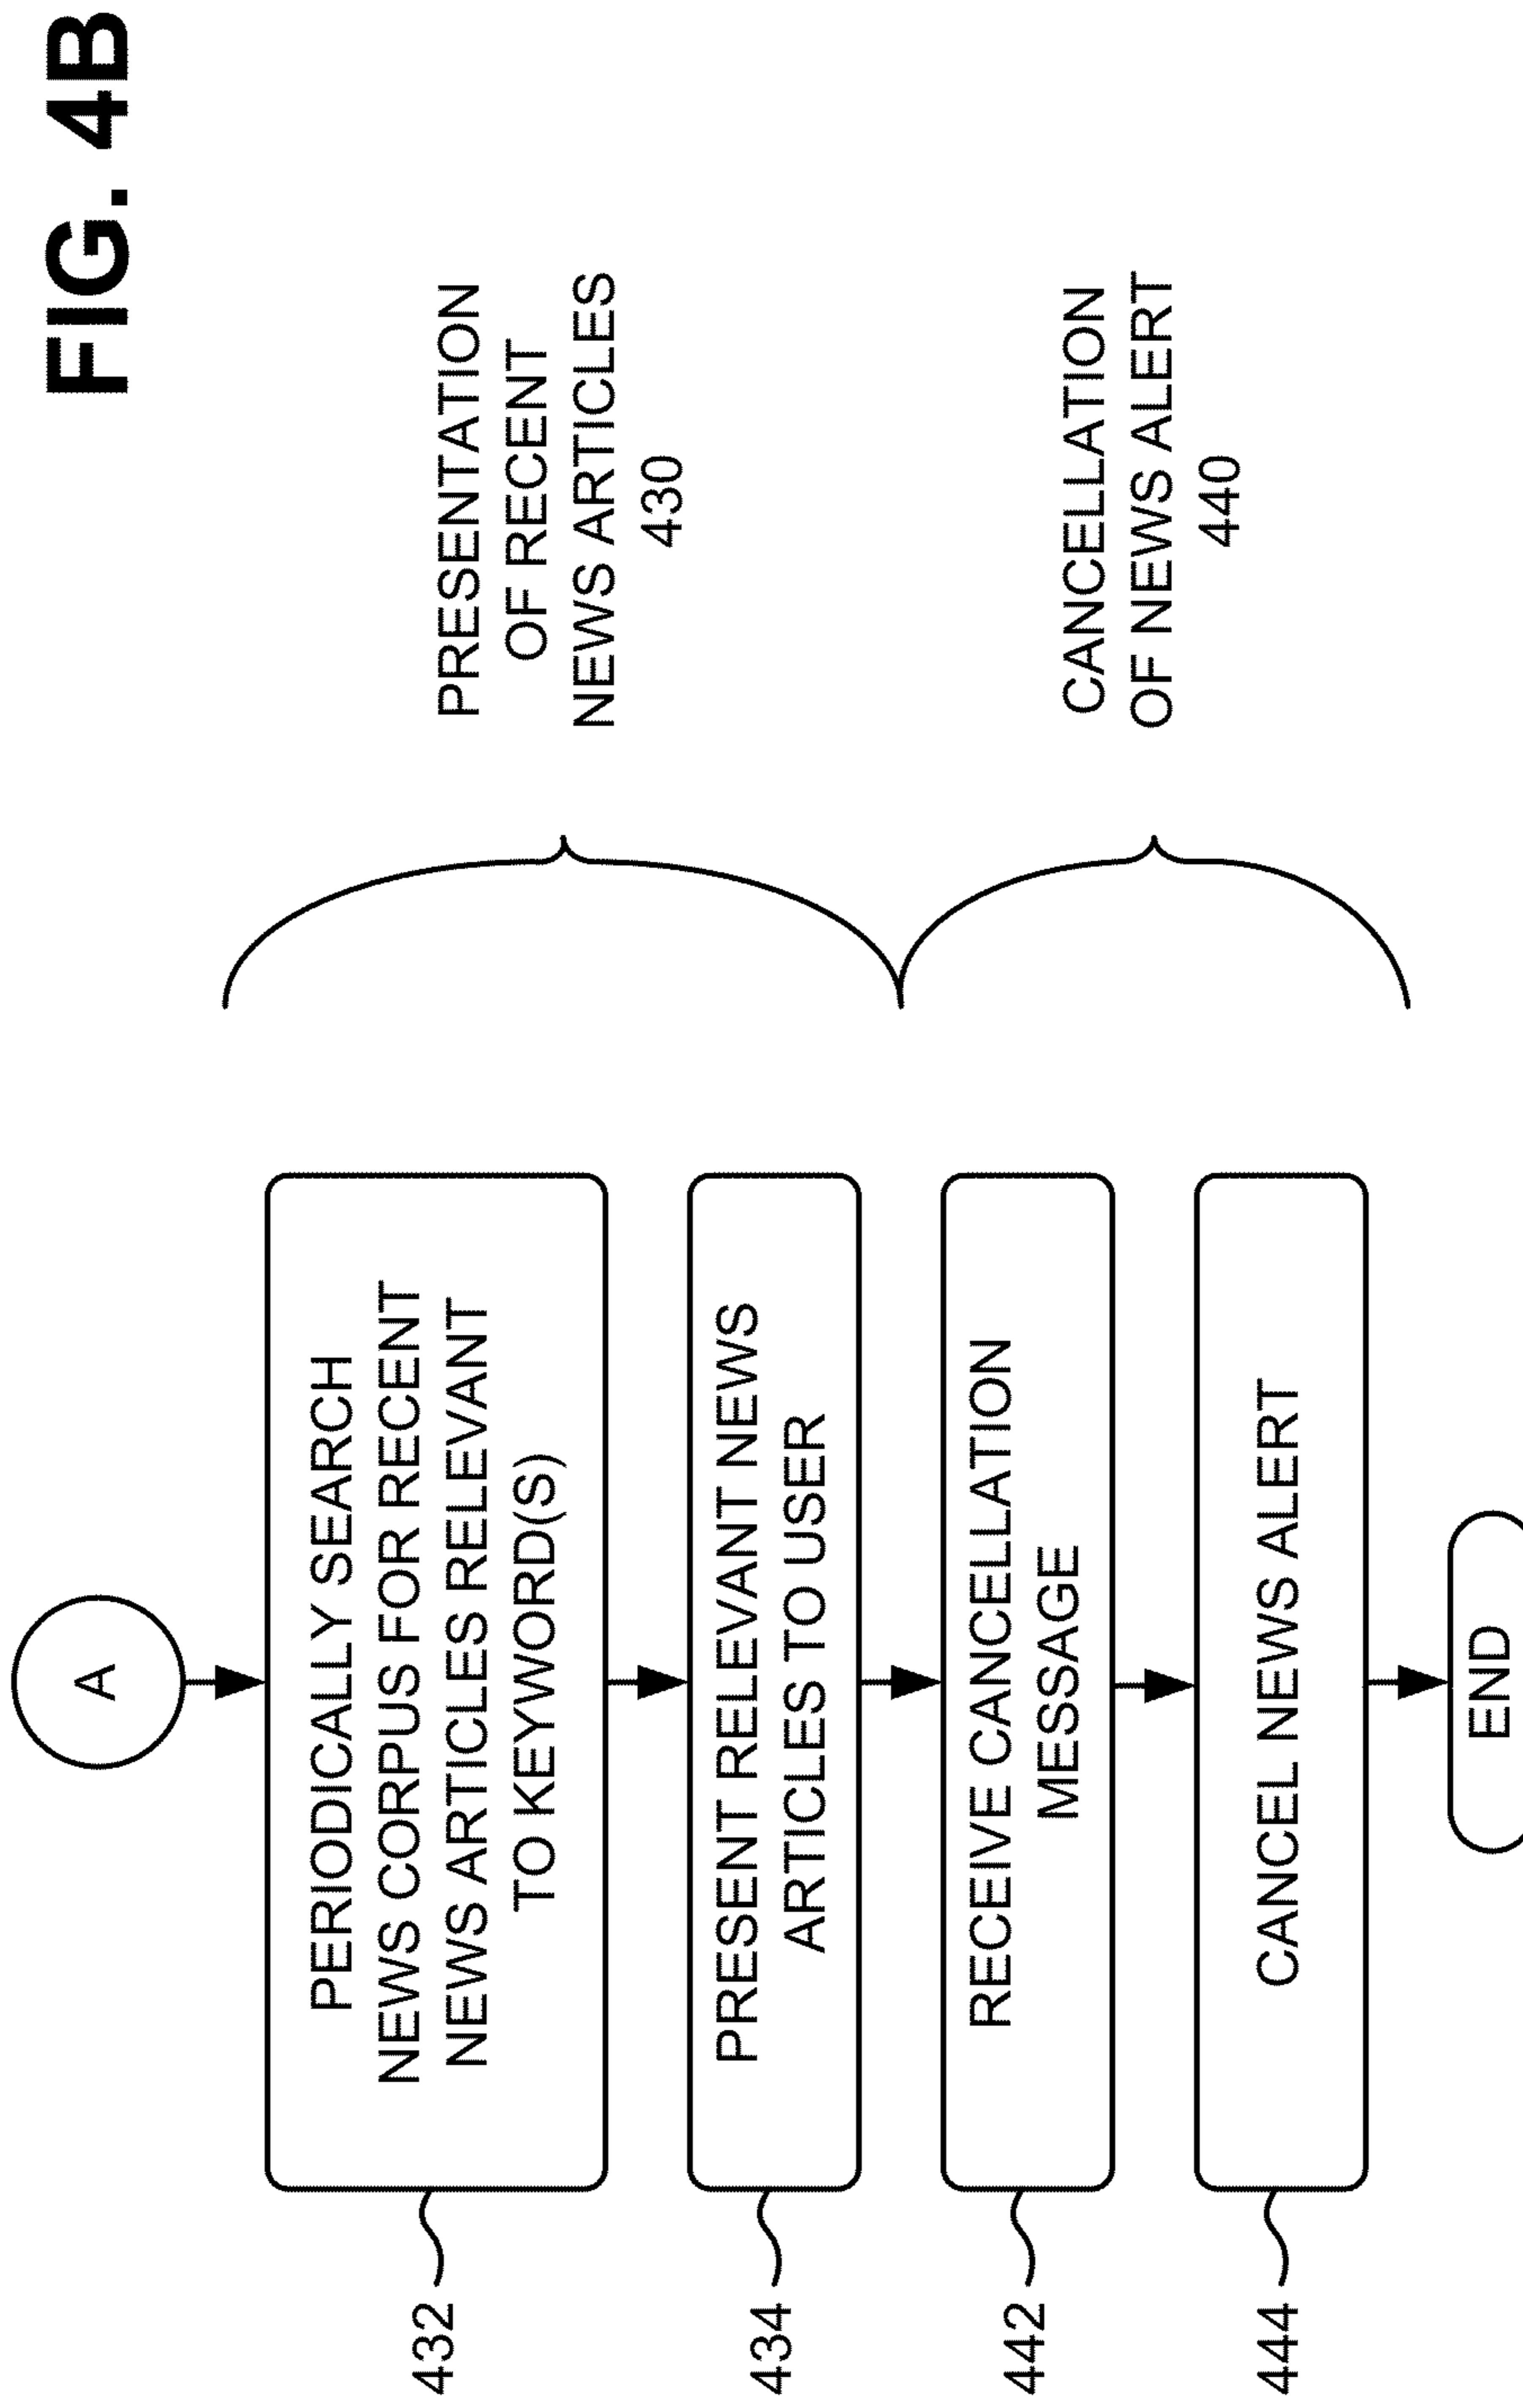 FIG. 4B
A
432
PERIODICALLY SEARCH
NEWS CORPUS FOR RECENT
NEWS ARTICLES RELEVANT
TO KEYWORD(S)
434
PRESENT RELEVANT NEWS
ARTICLES TO USER
PRESENTATION
OF RECENT
NEWS ARTICLES
430
442
RECEIVE CANCELLATION
MESSAGE
444
CANCEL NEWS ALERT
CANCELLATION
OF NEWS ALERT
440
END